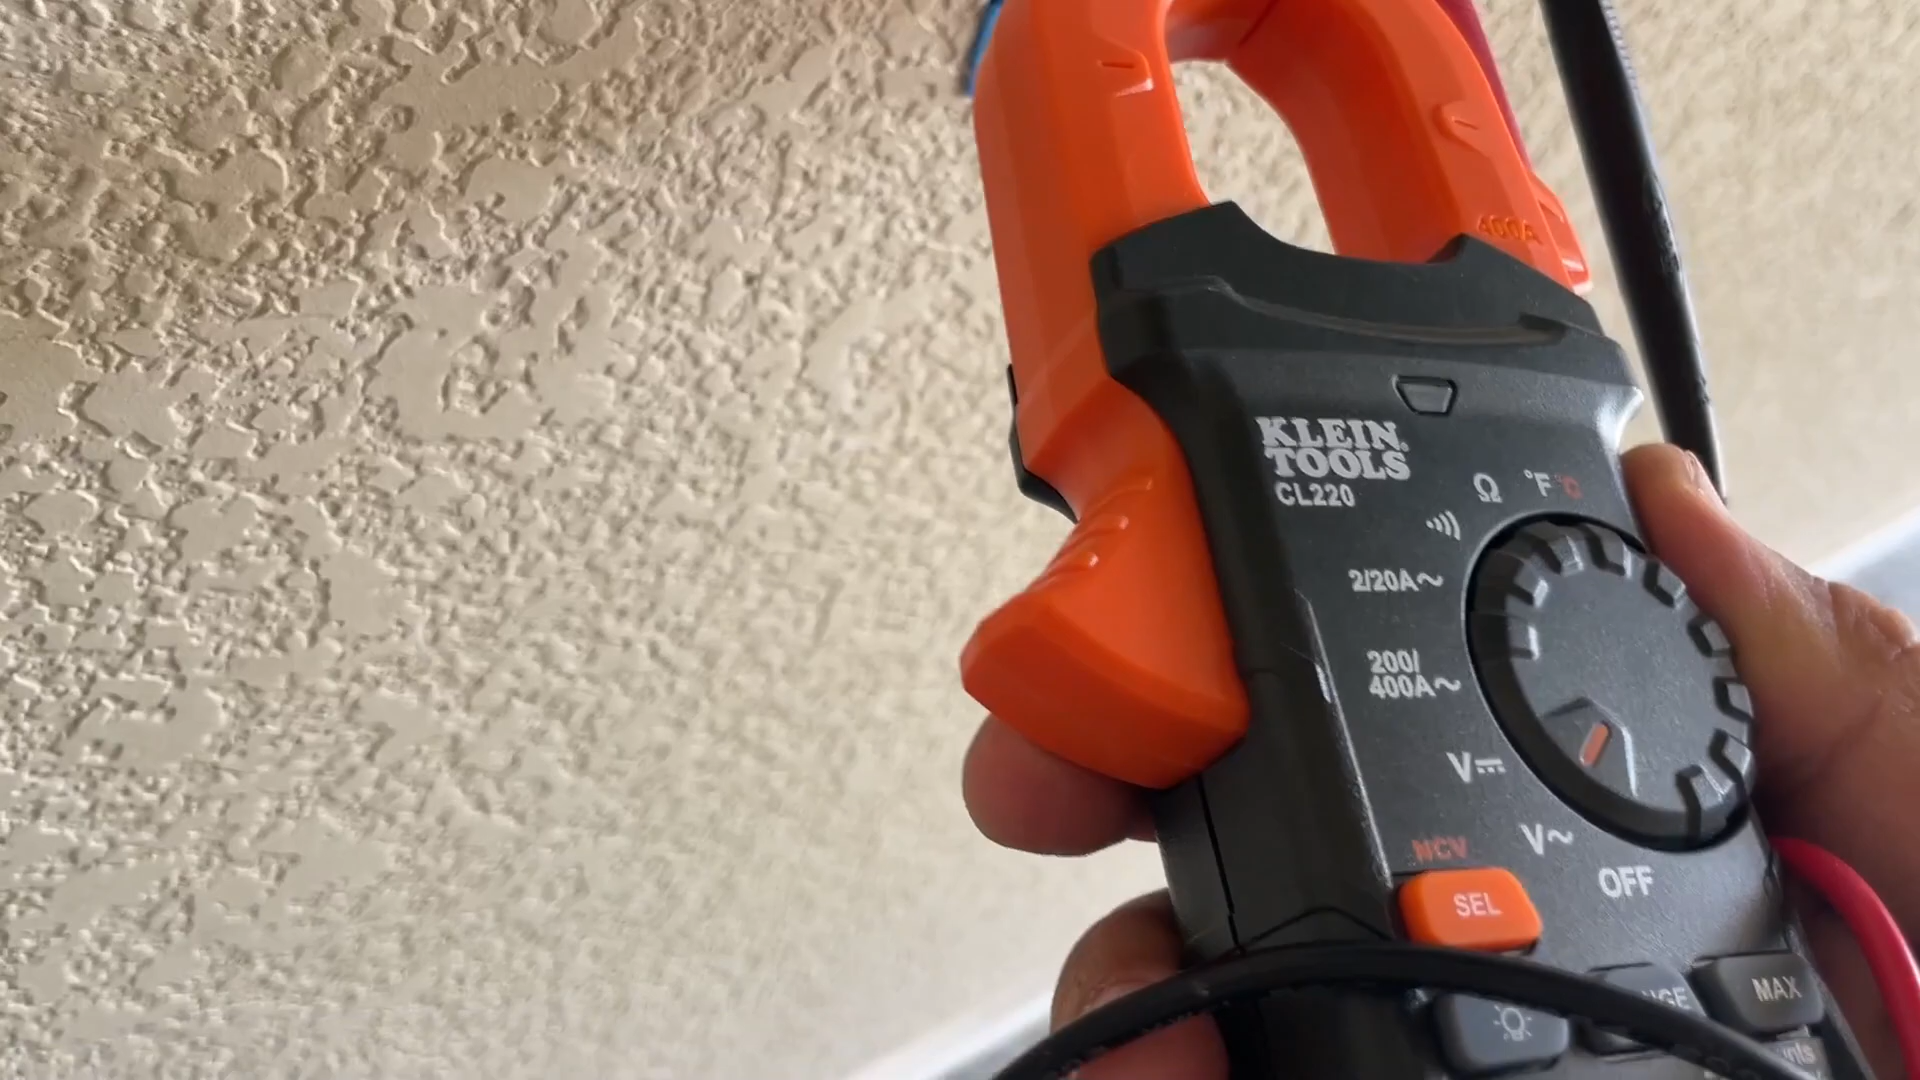 400A
KLEIN
TOOLS®
CL220
Ω
°F °C
2/20A~
200/
400A~
V⎓
V~
NCV
OFF
SEL
MAX